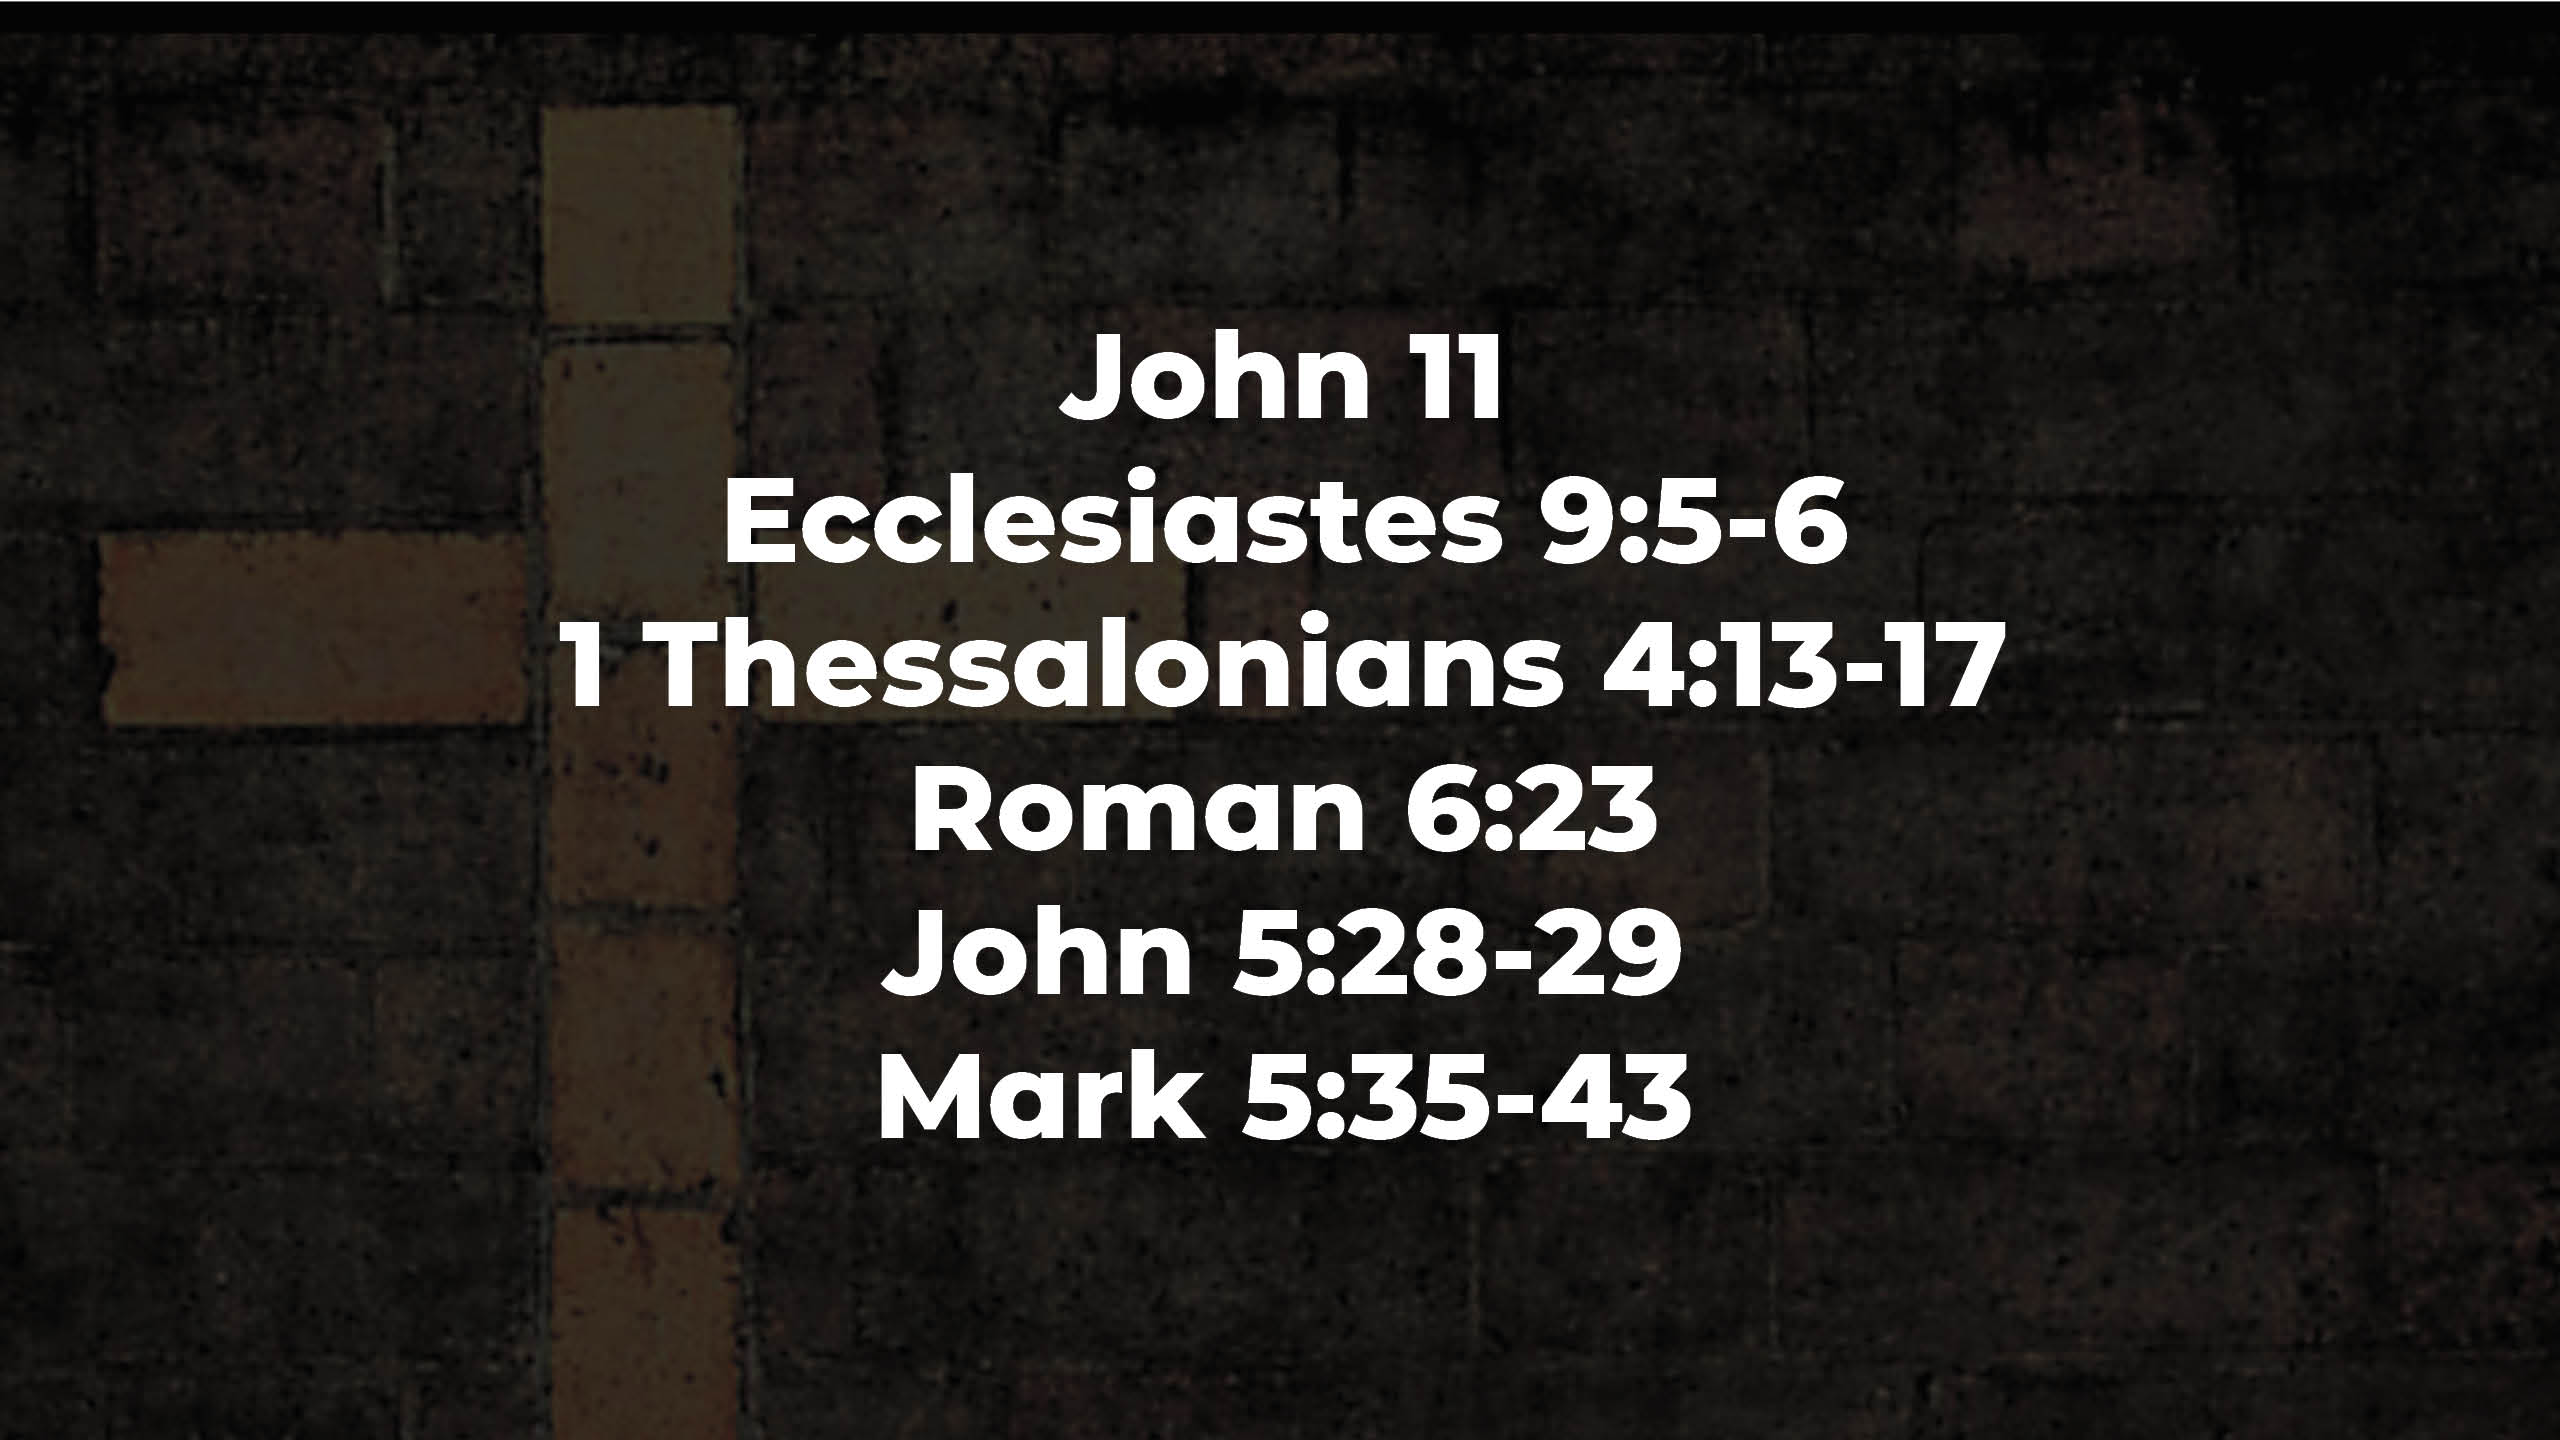 John 11
Ecclesiastes 9:5-6
1 Thessalonians 4:13-17
Roman 6:23
John 5:28-29
Mark 5:35-43